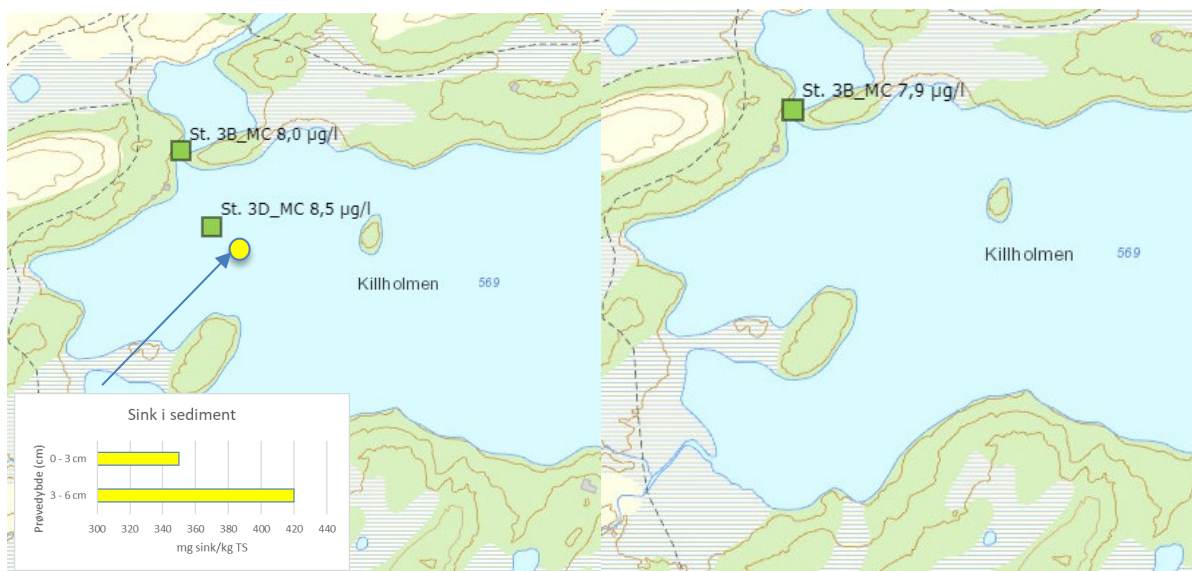 St. 3B_MC 8,0 µg/l
St. 3D_MC 8,5 µg/l
Killholmen
569
Sink i sediment
Prøvedybde (cm)
0 - 3 cm
3 - 6 cm
300 320 340 360 380 400 420 440
mg sink/kg TS
St. 3B_MC 7,9 µg/l
Killholmen
569